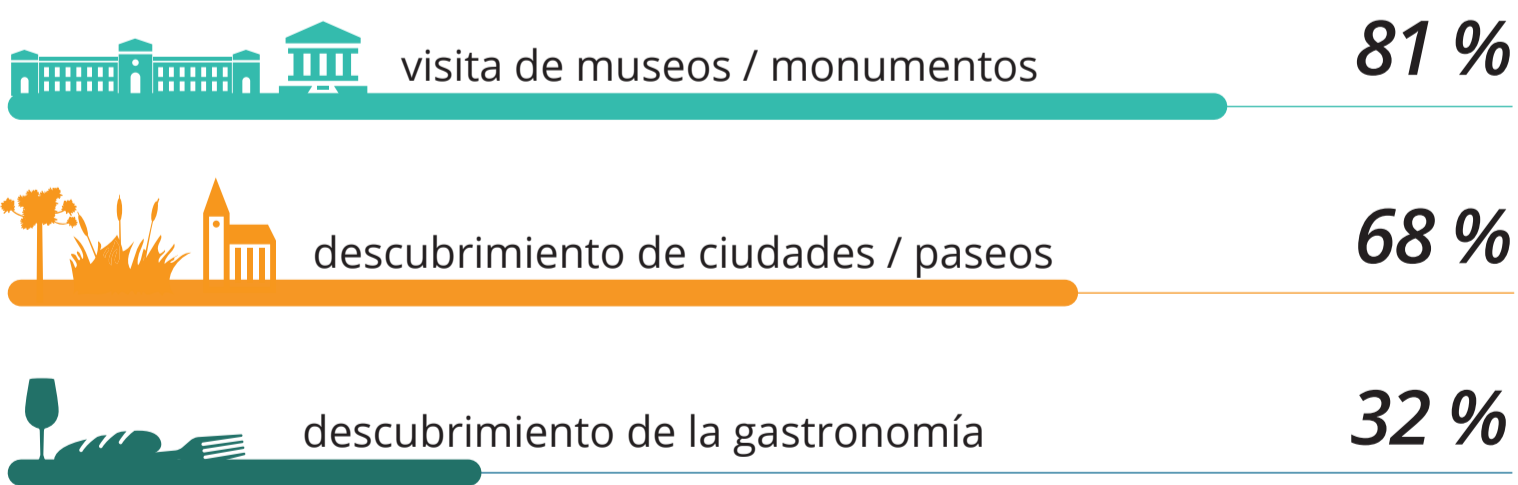 visita de museos / monumentos 81 %
descubrimiento de ciudades / paseos 68 %
descubrimiento de la gastronomía 32 %